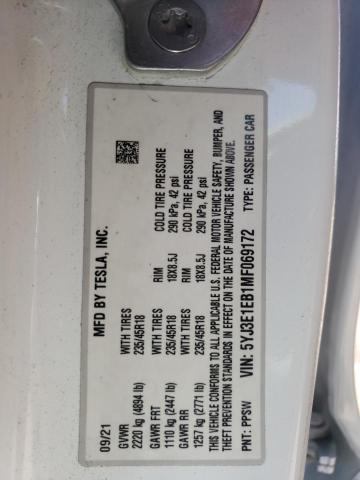 MFD BY TESLA, INC.
09/21
GVWR WITH TIRES RIM COLD TIRE PRESSURE
2220 kg (4894 lb) 235/45R18 18X8.5J 290 kPa, 42 psi
GAWR FRT WITH TIRES RIM COLD TIRE PRESSURE
1110 kg (2447 lb) 235/45R18 18X8.5J 290 kPa, 42 psi
GAWR RR
1257 kg (2771 lb)
THIS VEHICLE CONFORMS TO ALL APPLICABLE U.S. FEDERAL MOTOR VEHICLE SAFETY, BUMPER, AND
THEFT PREVENTION STANDARDS IN EFFECT ON THE DATE OF MANUFACTURE SHOWN ABOVE.
VIN: 5YJ3E1EB1MF069172
PNT: PPSW TYPE: PASSENGER CAR